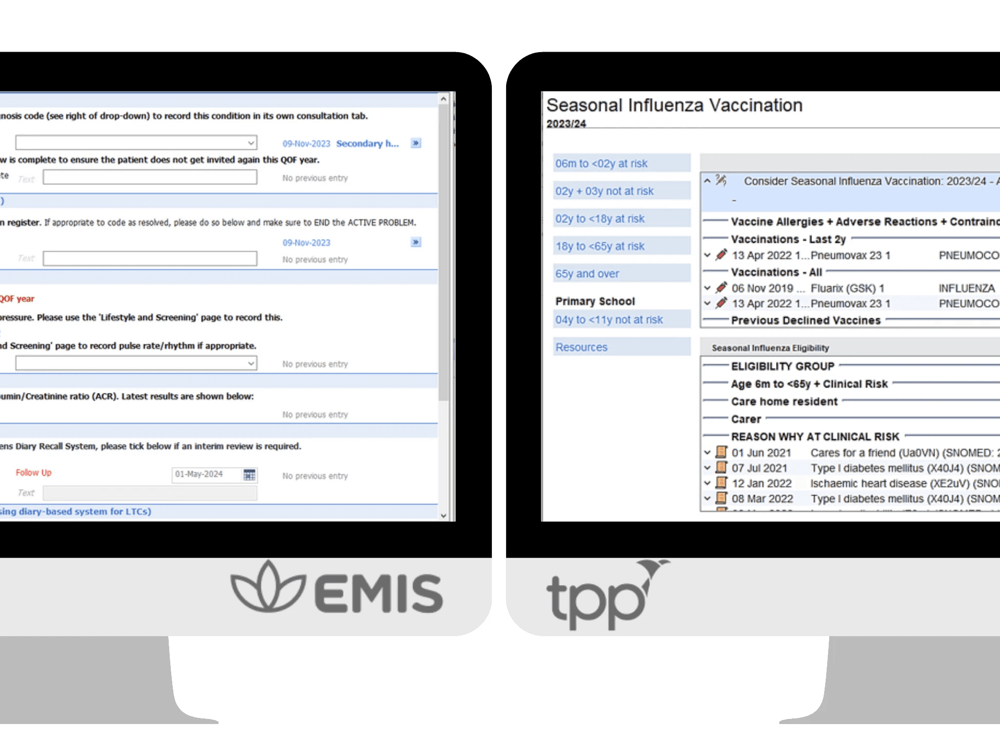 nosis code (see right of drop-down) to record this condition in its own consultation tab.
09-Nov-2023 Secondary h... »
w is complete to ensure the patient does not get invited again this QOF year.
te Text No previous entry
)
n register. If appropriate to code as resolved, please do so below and make sure to END the ACTIVE PROBLEM.
09-Nov-2023 »
Text No previous entry
QOF year
pressure. Please use the 'Lifestyle and Screening' page to record this.
nd Screening' page to record pulse rate/rhythm if appropriate.
No previous entry
umin/Creatinine ratio (ACR). Latest results are shown below:
No previous entry
ens Diary Recall System, please tick below if an interim review is required.
Follow Up 01-May-2024 No previous entry
Text
sing diary-based system for LTCs)
EMIS
Seasonal Influenza Vaccination
2023/24
06m to <02y at risk
02y + 03y not at risk
02y to <18y at risk
18y to <65y at risk
65y and over
Primary School
04y to <11y not at risk
Resources
Consider Seasonal Influenza Vaccination: 2023/24 - A
-
Vaccine Allergies + Adverse Reactions + Contraind
Vaccinations - Last 2y
13 Apr 2022 1... Pneumovax 23 1 PNEUMOCO
Vaccinations - All
06 Nov 2019 ... Fluarix (GSK) 1 INFLUENZA
13 Apr 2022 1... Pneumovax 23 1 PNEUMOCO
Previous Declined Vaccines
Seasonal Influenza Eligibility
ELIGIBILITY GROUP
Age 6m to <65y + Clinical Risk
Care home resident
Carer
REASON WHY AT CLINICAL RISK
01 Jun 2021 Cares for a friend (Ua0VN) (SNOMED: 2
07 Jul 2021 Type I diabetes mellitus (X40J4) (SNOM
12 Jan 2022 Ischaemic heart disease (XE2uV) (SNO
08 Mar 2022 Type I diabetes mellitus (X40J4) (SNOM
tpp